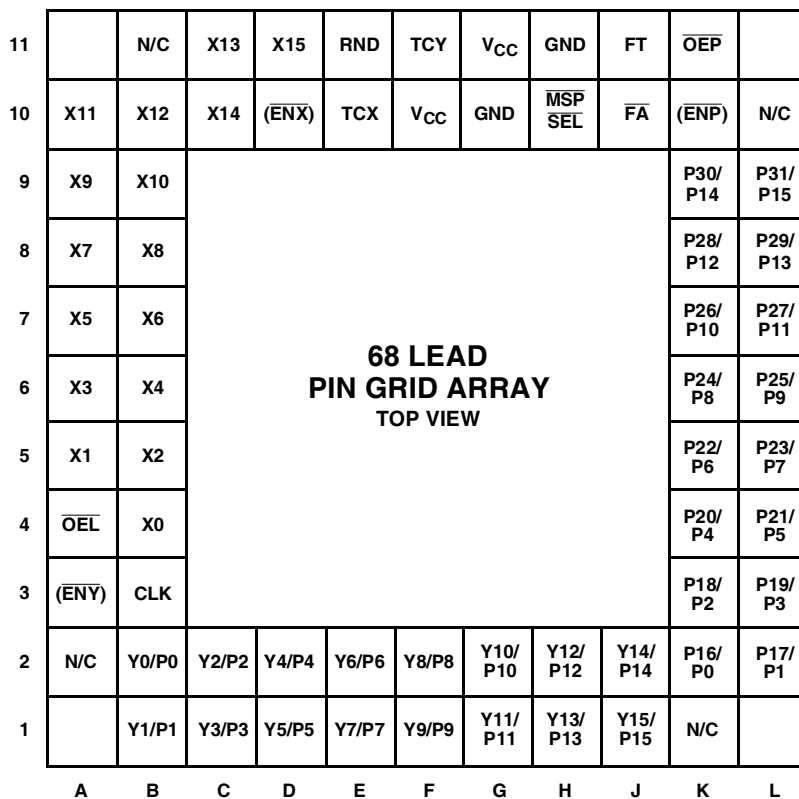 11 N/C X13 X15 RND TCY VCC GND FT OEP
10 X11 X12 X14 (ENX) TCX VCC GND MSP SEL FA (ENP) N/C
9 X9 X10 P30/P14 P31/P15
8 X7 X8 P28/P12 P29/P13
7 X5 X6 P26/P10 P27/P11
68 LEAD
6 X3 X4 P24/P8 P25/P9
PIN GRID ARRAY
TOP VIEW
5 X1 X2 P22/P6 P23/P7
4 OEL X0 P20/P4 P21/P5
3 (ENY) CLK P18/P2 P19/P3
2 N/C Y0/P0 Y2/P2 Y4/P4 Y6/P6 Y8/P8 Y10/P10 Y12/P12 Y14/P14 P16/P0 P17/P1
1 Y1/P1 Y3/P3 Y5/P5 Y7/P7 Y9/P9 Y11/P11 Y13/P13 Y15/P15 N/C
A B C D E F G H J K L